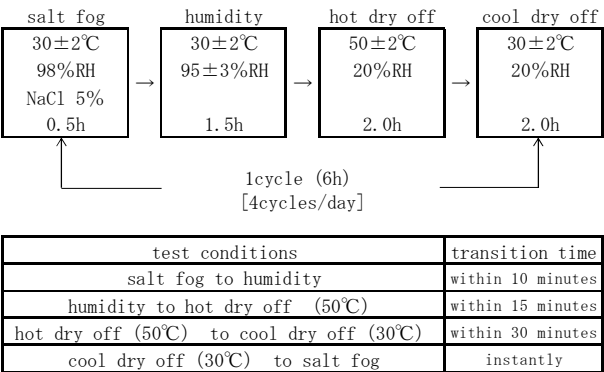 salt fog humidity hot dry off cool dry off
30±2℃ 30±2℃ 50±2℃ 30±2℃
98%RH 95±3%RH 20%RH 20%RH
NaCl 5%
→ → →
0.5h 1.5h 2.0h 2.0h
1cycle (6h)
[4cycles/day]
test conditions transition time
salt fog to humidity within 10 minutes
humidity to hot dry off (50℃) within 15 minutes
hot dry off (50℃) to cool dry off (30℃) within 30 minutes
cool dry off (30℃) to salt fog instantly